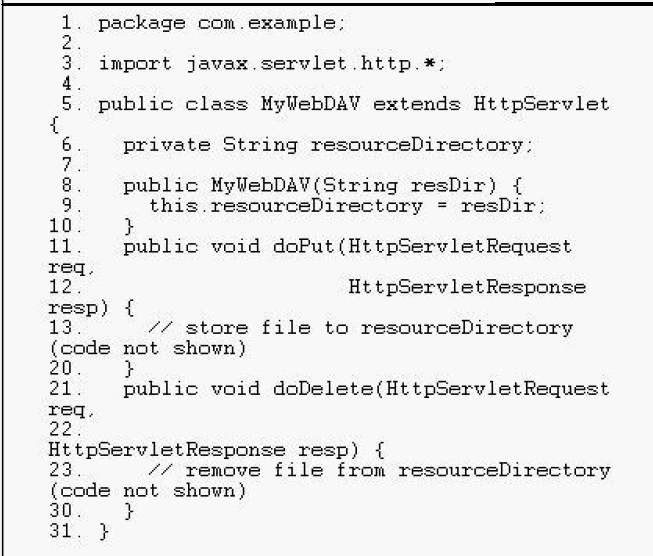 1. package com.example;
2.
3. import javax.servlet.http.*;
4.
5. public class MyWebDAV extends HttpServlet
{
6. private String resourceDirectory;
7.
8. public MyWebDAV(String resDir) {
9. this.resourceDirectory = resDir;
10. }
11. public void doPut(HttpServletRequest
req,
12. HttpServletResponse
resp) {
13. // store file to resourceDirectory
(code not shown)
20. }
21. public void doDelete(HttpServletRequest
req,
22.
HttpServletResponse resp) {
23. // remove file from resourceDirectory
(code not shown)
30. }
31. }